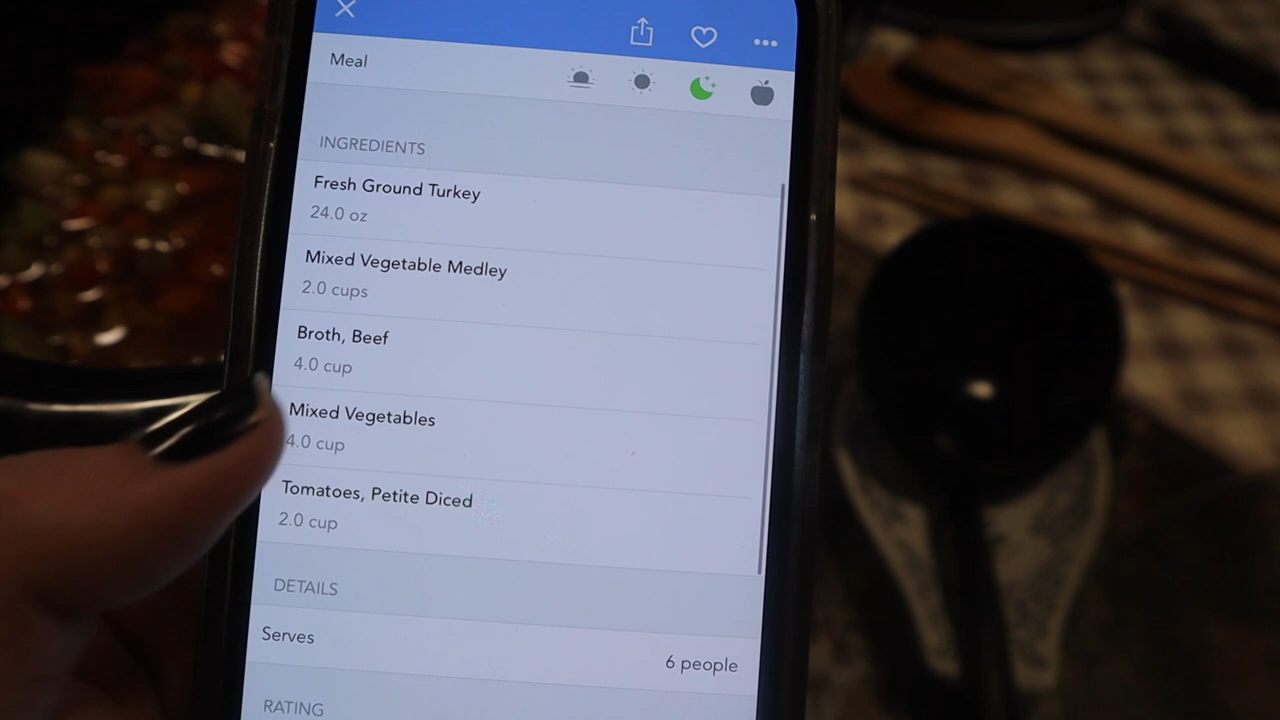 Meal
INGREDIENTS
Fresh Ground Turkey
24.0 oz
Mixed Vegetable Medley
2.0 cups
Broth, Beef
4.0 cup
Mixed Vegetables
4.0 cup
Tomatoes, Petite Diced
2.0 cup
DETAILS
Serves
6 people
RATING